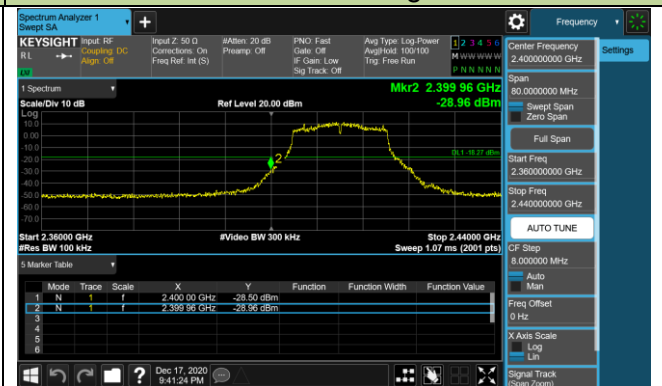 Spectrum Analyzer 1
Swept SA
Frequency
KEYSIGHT
RL
LW
Input: RF
Coupling: DC
Align: Off
Input Z: 50 Ω
Corrections: On
Freq Ref: Int (S)
#Atten: 20 dB
Preamp: Off
PNO: Fast
Gate: Off
IF Gain: Low
Sig Track: Off
Avg Type: Log-Power
Avg|Hold: 100/100
Trig: Free Run
1 2 3 4 5 6
M W W W W W
P N N N N N
1 Spectrum
Scale/Div 10 dB
Log
Ref Level 20.00 dBm
Mkr2 2.399 96 GHz
-28.96 dBm
10.0
0.00
-10.0
-20.0
-30.0
-40.0
-50.0
-60.0
-70.0
2
DL1 -18.27 dBm
Start 2.36000 GHz
#Res BW 100 kHz
#Video BW 300 kHz
Stop 2.44000 GHz
Sweep 1.07 ms (2001 pts)
5 Marker Table
Mode Trace Scale X Y Function Function Width Function Value
1 N 1 f 2.400 00 GHz -28.50 dBm
2 N 1 f 2.399 96 GHz -28.96 dBm
3
4
5
6
Dec 17, 2020
9:41:24 PM
Center Frequency
2.400000000 GHz
Settings
Span
80.0000000 MHz
Swept Span
Zero Span
Full Span
Start Freq
2.360000000 GHz
Stop Freq
2.440000000 GHz
AUTO TUNE
CF Step
8.000000 MHz
Auto
Man
Freq Offset
0 Hz
X Axis Scale
Log
Lin
Signal Track
(Span Zoom)